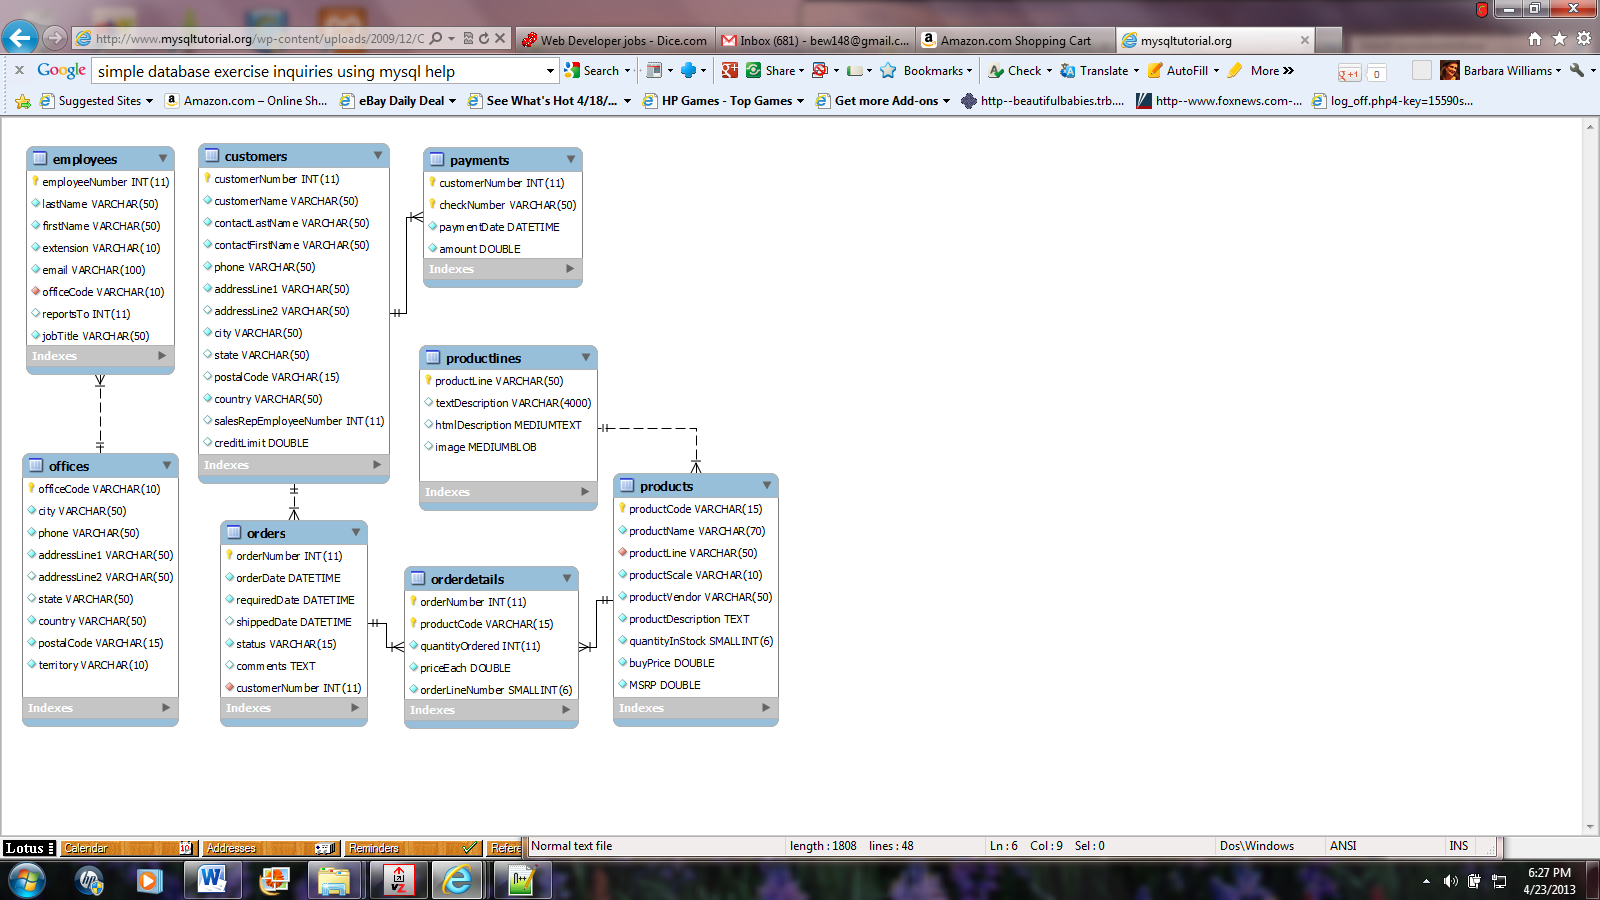 http://www.mysqltutorial.org/wp-content/uploads/2009/12/C
Web Developer jobs - Dice.com
Inbox (681) - bew148@gmail.c...
Amazon.com Shopping Cart
mysqltutorial.org
Google simple database exercise inquiries using mysql help Search Share Bookmarks Check Translate AutoFill More » +1 0 Barbara Williams
Suggested Sites Amazon.com – Online Sh... eBay Daily Deal See What's Hot 4/18/... HP Games - Top Games Get more Add-ons http--beautifulbabies.trb.... http--www.foxnews.com-... log_off.php4-key=15590s...
employees
employeeNumber INT(11)
lastName VARCHAR(50)
firstName VARCHAR(50)
extension VARCHAR(10)
email VARCHAR(100)
officeCode VARCHAR(10)
reportsTo INT(11)
jobTitle VARCHAR(50)
Indexes
customers
customerNumber INT(11)
customerName VARCHAR(50)
contactLastName VARCHAR(50)
contactFirstName VARCHAR(50)
phone VARCHAR(50)
addressLine1 VARCHAR(50)
addressLine2 VARCHAR(50)
city VARCHAR(50)
state VARCHAR(50)
postalCode VARCHAR(15)
country VARCHAR(50)
salesRepEmployeeNumber INT(11)
creditLimit DOUBLE
Indexes
payments
customerNumber INT(11)
checkNumber VARCHAR(50)
paymentDate DATETIME
amount DOUBLE
Indexes
productlines
productLine VARCHAR(50)
textDescription VARCHAR(4000)
htmlDescription MEDIUMTEXT
image MEDIUMBLOB
Indexes
offices
officeCode VARCHAR(10)
city VARCHAR(50)
phone VARCHAR(50)
addressLine1 VARCHAR(50)
addressLine2 VARCHAR(50)
state VARCHAR(50)
country VARCHAR(50)
postalCode VARCHAR(15)
territory VARCHAR(10)
Indexes
orders
orderNumber INT(11)
orderDate DATETIME
requiredDate DATETIME
shippedDate DATETIME
status VARCHAR(15)
comments TEXT
customerNumber INT(11)
Indexes
orderdetails
orderNumber INT(11)
productCode VARCHAR(15)
quantityOrdered INT(11)
priceEach DOUBLE
orderLineNumber SMALLINT(6)
Indexes
products
productCode VARCHAR(15)
productName VARCHAR(70)
productLine VARCHAR(50)
productScale VARCHAR(10)
productVendor VARCHAR(50)
productDescription TEXT
quantityInStock SMALLINT(6)
buyPrice DOUBLE
MSRP DOUBLE
Indexes
Lotus Calendar Addresses Reminders Refere Normal text file length : 1808 lines : 48 Ln : 6 Col : 9 Sel : 0 Dos\Windows ANSI INS
6:27 PM
4/23/2013